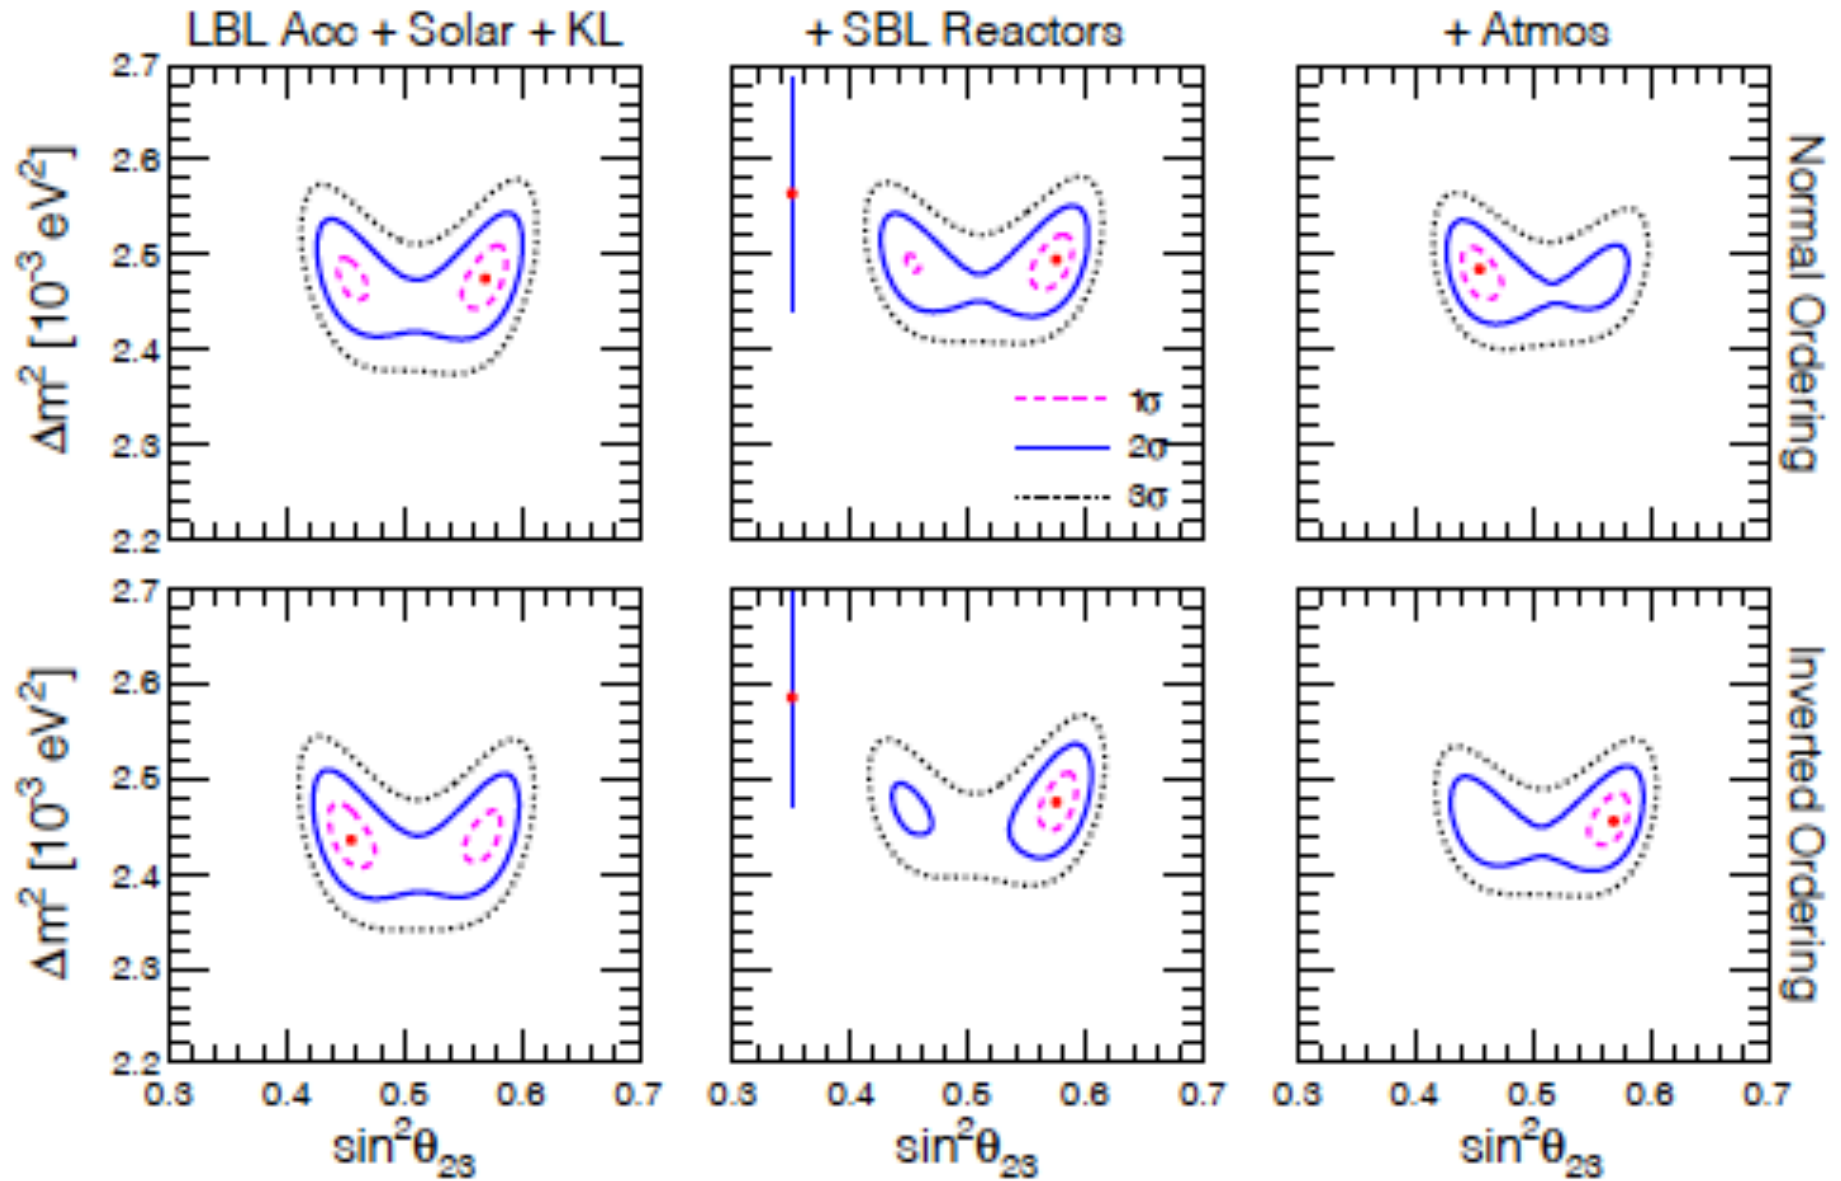 LBL Acc + Solar + KL
+ SBL Reactors
+ Atmos
2.7
2.6
2.5
2.4
2.3
2.2
Δm² [10⁻³ eV²]
1σ
2σ
3σ
Normal Ordering
2.7
2.6
2.5
2.4
2.3
2.2
Δm² [10⁻³ eV²]
Inverted Ordering
0.3 0.4 0.5 0.6 0.7
0.3 0.4 0.5 0.6 0.7
0.3 0.4 0.5 0.6 0.7
sin²θ₂₃
sin²θ₂₃
sin²θ₂₃